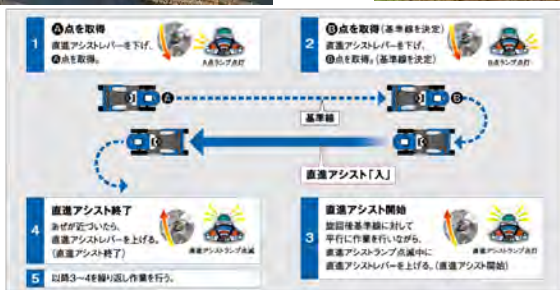 1
Ⓐ点を取得
直進アシストレバーを下げ、
Ⓐ点を取得。
A点ランプ点灯
2
Ⓑ点を取得(基準線を決定)
直進アシストレバーを下げ、
Ⓑ点を取得。(基準線を決定)
B点ランプ点灯
Ⓐ
Ⓑ
基準線
直進アシスト「入」
4
直進アシスト終了
あぜが近づいたら、
直進アシストレバーを上げる。
(直進アシスト終了)
直進アシストランプ点滅
3
直進アシスト開始
旋回後基準線に対して
平行に作業を行いながら、
直進アシストランプ点滅中に
直進アシストレバーを上げる。(直進アシスト開始)
直進アシストランプ点灯
5
以降3~4を繰り返し作業を行う。